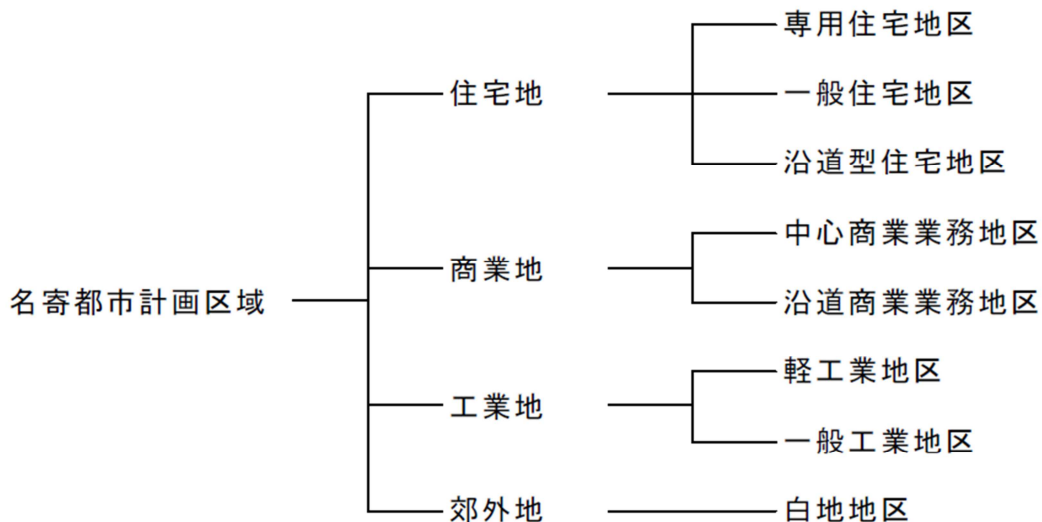 専用住宅地区
住宅地
一般住宅地区
沿道型住宅地区
中心商業業務地区
商業地
沿道商業業務地区
名寄都市計画区域
軽工業地区
工業地
一般工業地区
郊外地
白地地区